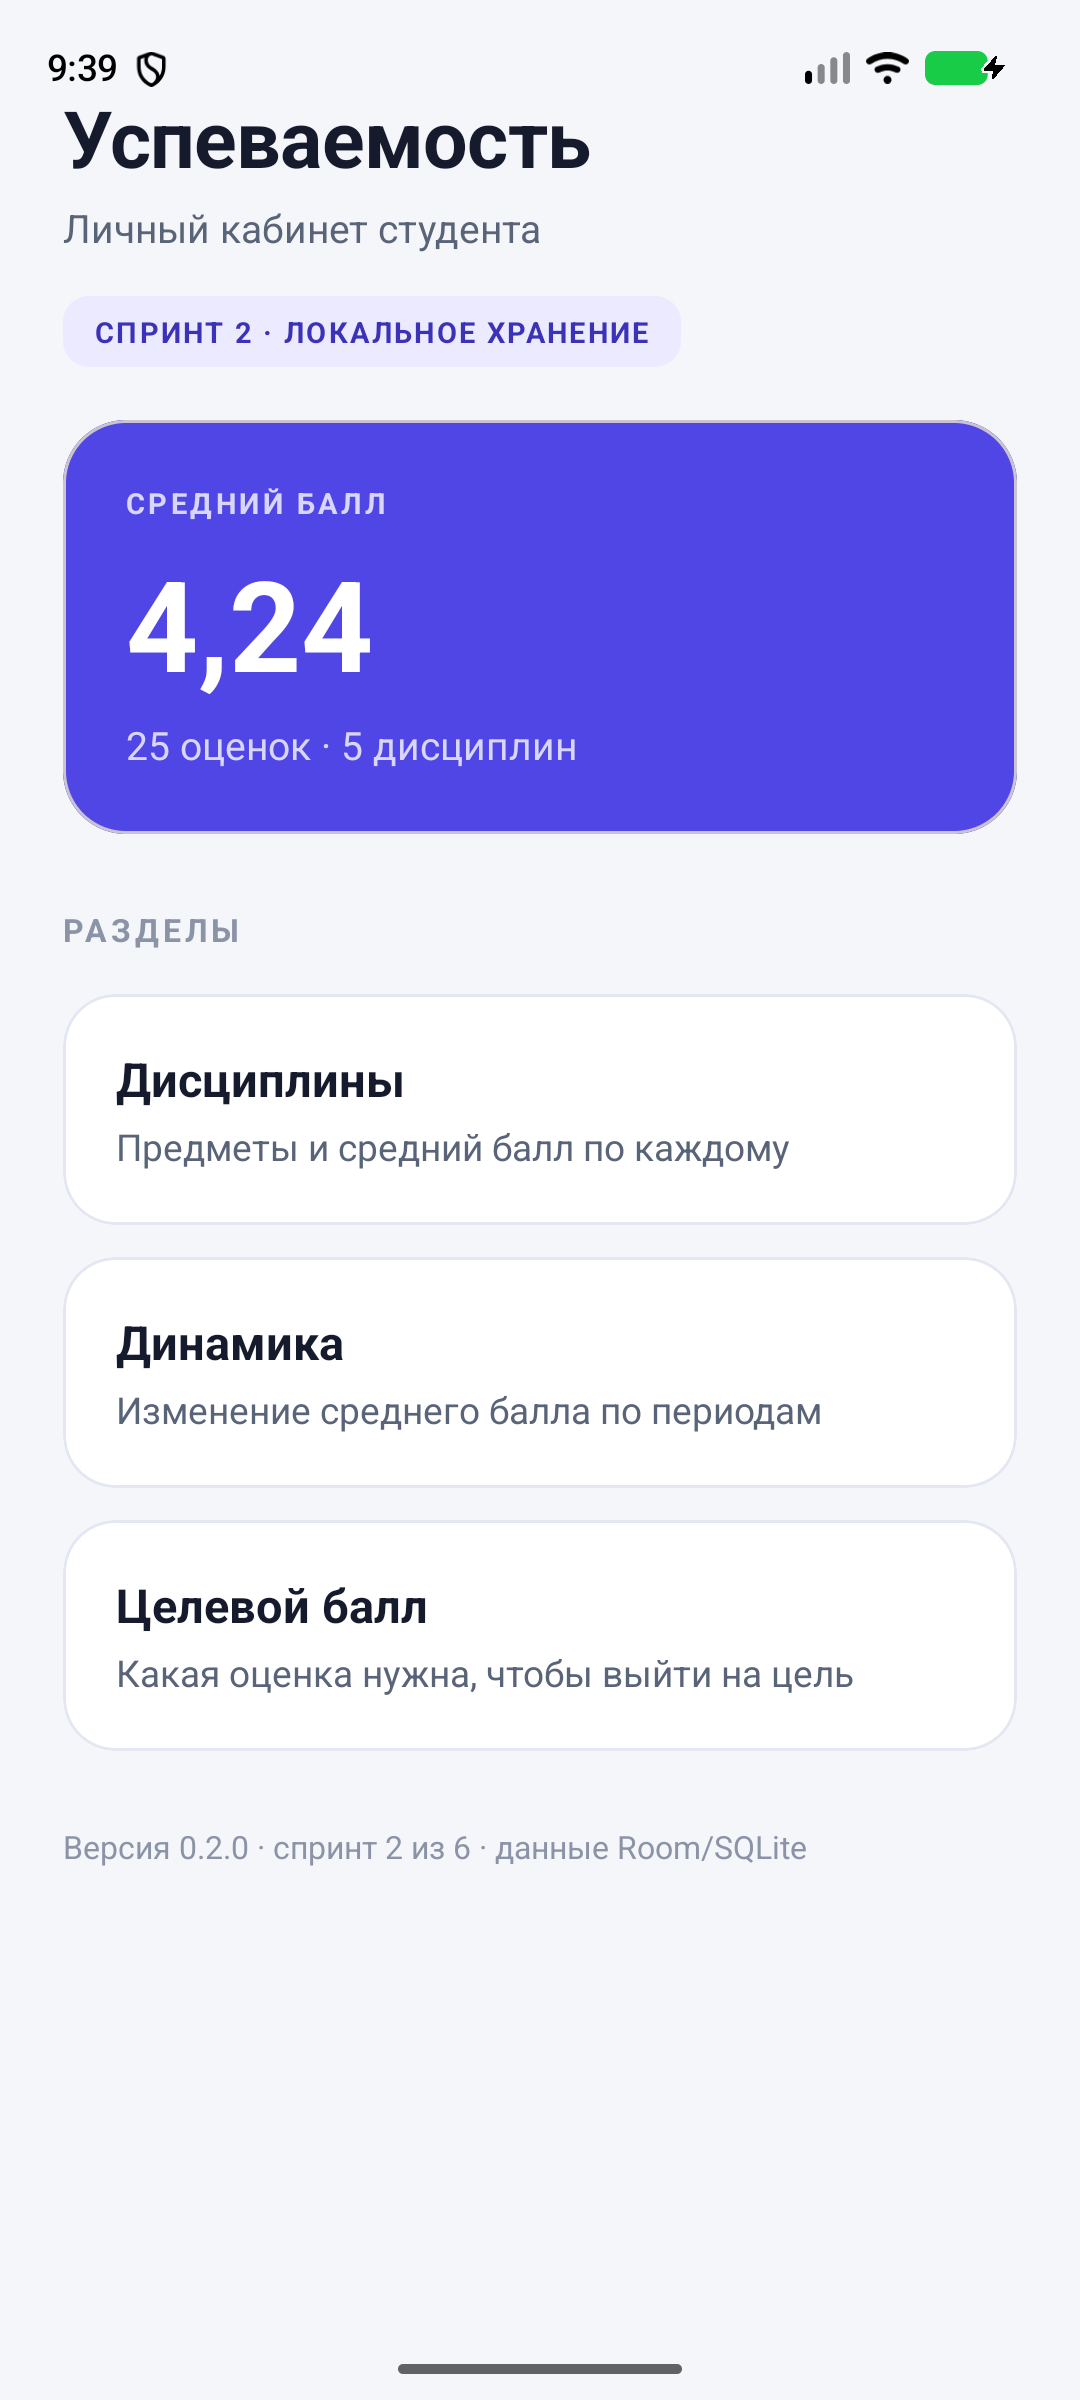 9:39
Успеваемость
Личный кабинет студента
СПРИНТ 2 · ЛОКАЛЬНОЕ ХРАНЕНИЕ
СРЕДНИЙ БАЛЛ
4,24
25 оценок · 5 дисциплин
РАЗДЕЛЫ
Дисциплины
Предметы и средний балл по каждому
Динамика
Изменение среднего балла по периодам
Целевой балл
Какая оценка нужна, чтобы выйти на цель
Версия 0.2.0 · спринт 2 из 6 · данные Room/SQLite